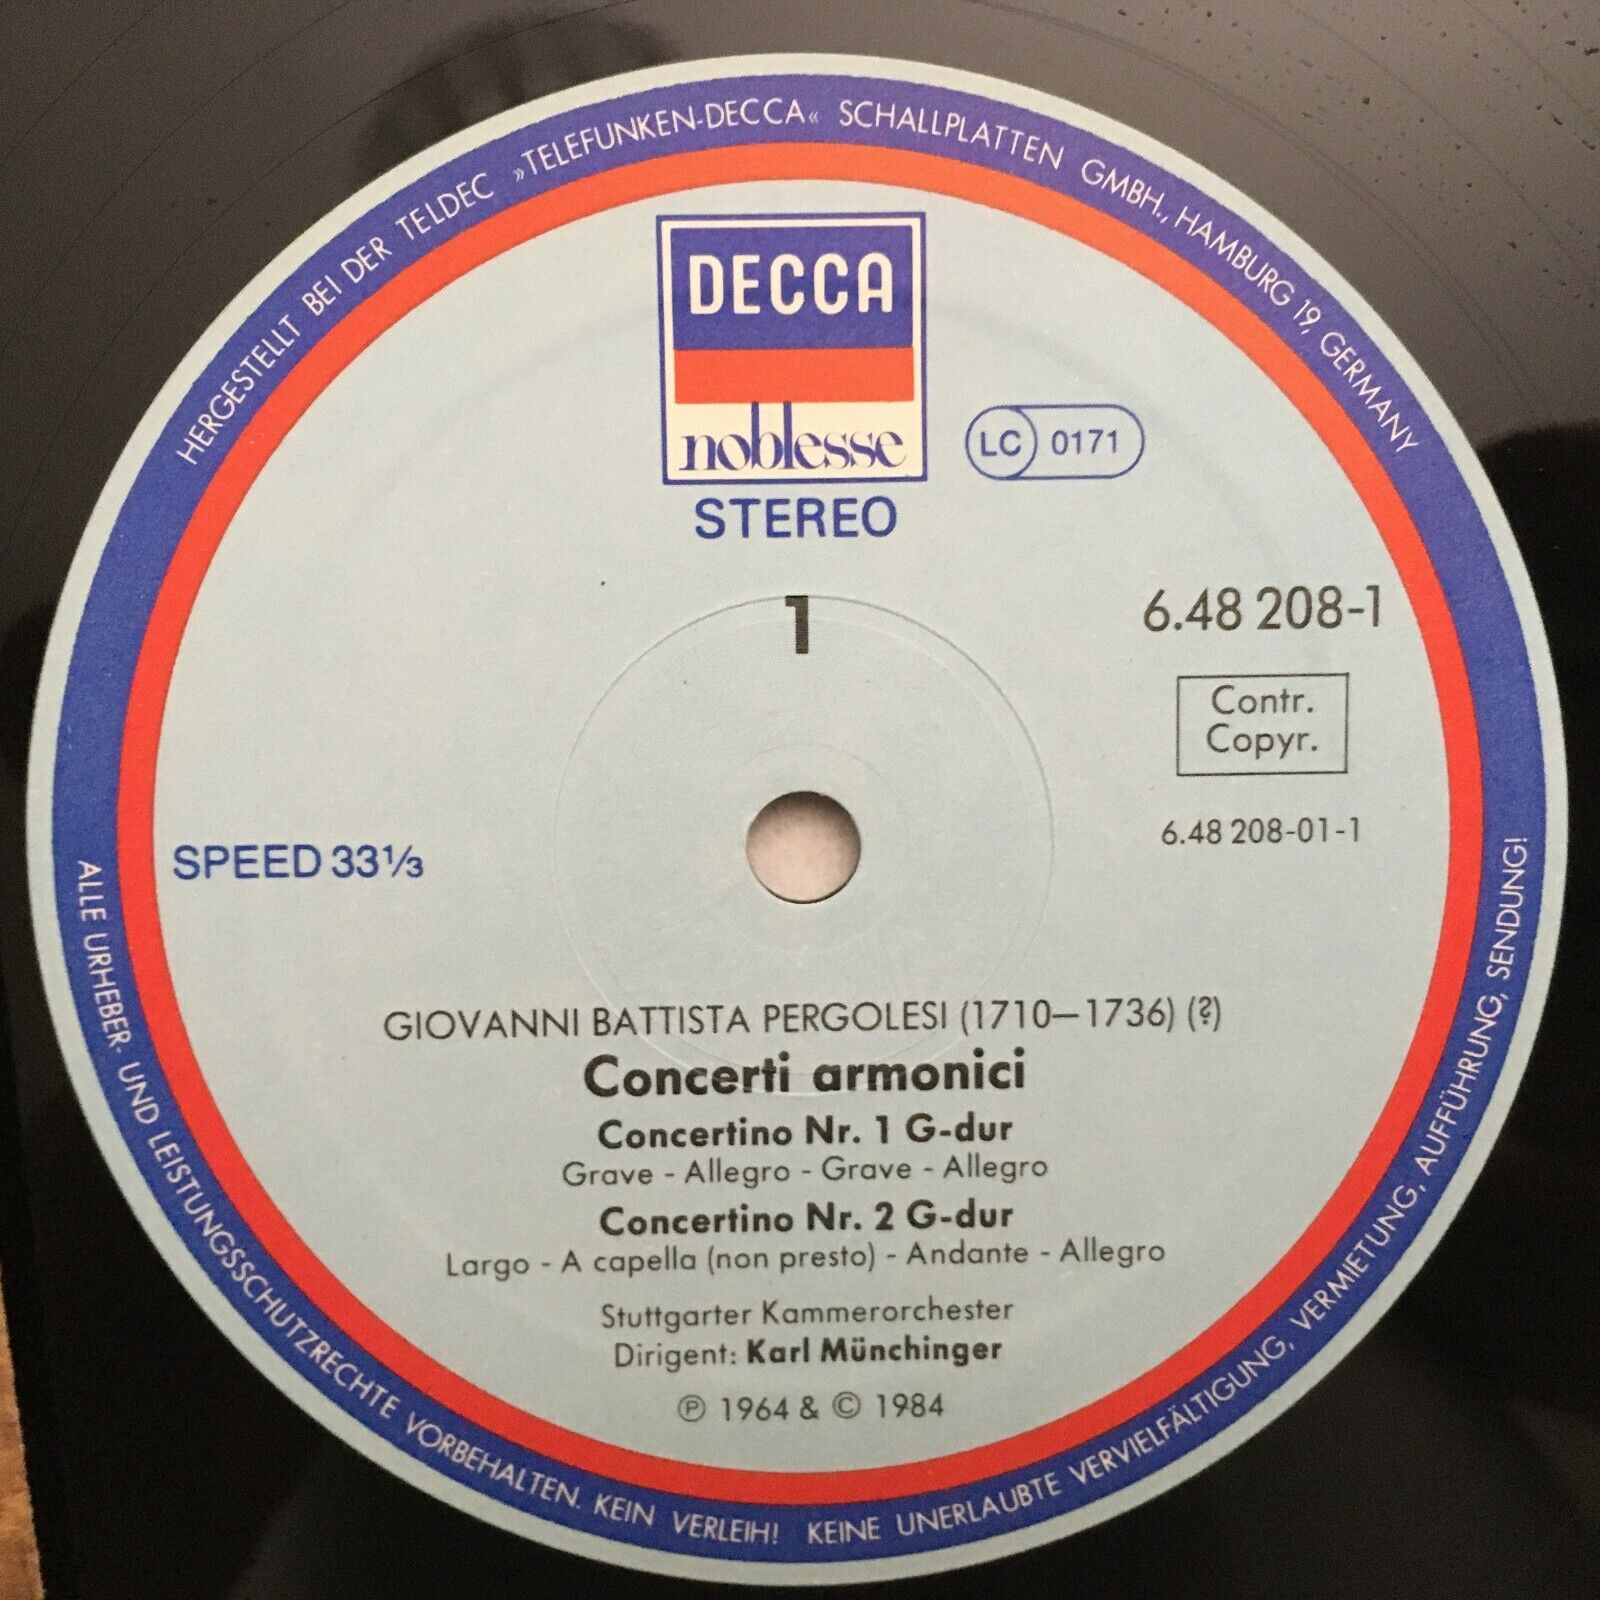 HERGESTELLT BEI DER TELDEC »TELEFUNKEN-DECCA« SCHALLPLATTEN GMBH., HAMBURG 19, GERMANY
DECCA
noblesse
LC 0171
STEREO
1
6.48 208-1
Contr.
Copyr.
6.48 208-01-1
SPEED 33⅓
GIOVANNI BATTISTA PERGOLESI (1710—1736) (?)
Concerti armonici
Concertino Nr. 1 G-dur
Grave - Allegro - Grave - Allegro
Concertino Nr. 2 G-dur
Largo - A capella (non presto) - Andante - Allegro
Stuttgarter Kammerorchester
Dirigent: Karl Münchinger
℗ 1964 & © 1984
ALLE URHEBER- UND LEISTUNGSSCHUTZRECHTE VORBEHALTEN. KEIN VERLEIH! KEINE UNERLAUBTE VERVIELFÄLTIGUNG, VERMIETUNG, AUFFÜHRUNG, SENDUNG!